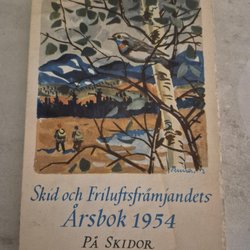 Skid och Friluftsfrämjandets
Årsbok 1954
PÅ SKIDOR